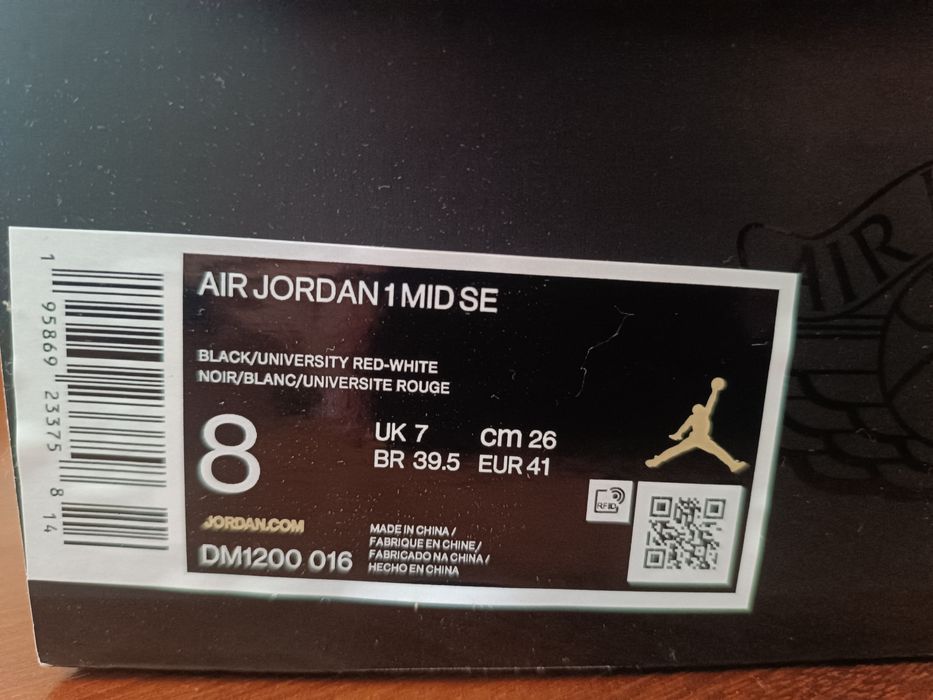 AIR JORDAN 1 MID SE
BLACK/UNIVERSITY RED-WHITE
NOIR/BLANC/UNIVERSITE ROUGE
8
UK 7 cm 26
BR 39.5 EUR 41
JORDAN.COM
DM1200 016
MADE IN CHINA /
FABRIQUE EN CHINE /
FABRICADO NA CHINA /
HECHO EN CHINA
RFID
1 95869 23375 8 14
AIR